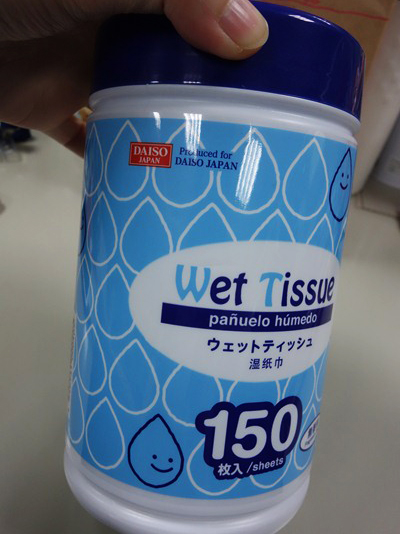 DAISO
JAPAN
Produced for
DAISO JAPAN
Wet Tissue
pañuelo húmedo
ウェットティッシュ
湿纸巾
150
枚入/sheets